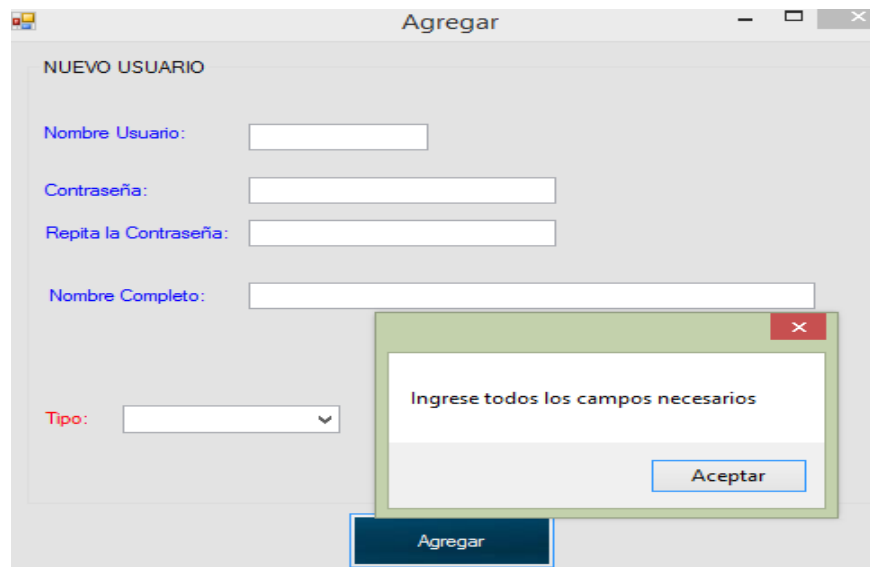 Agregar
NUEVO USUARIO
Nombre Usuario:
Contraseña:
Repita la Contraseña:
Nombre Completo:
Ingrese todos los campos necesarios
Tipo:
Aceptar
Agregar